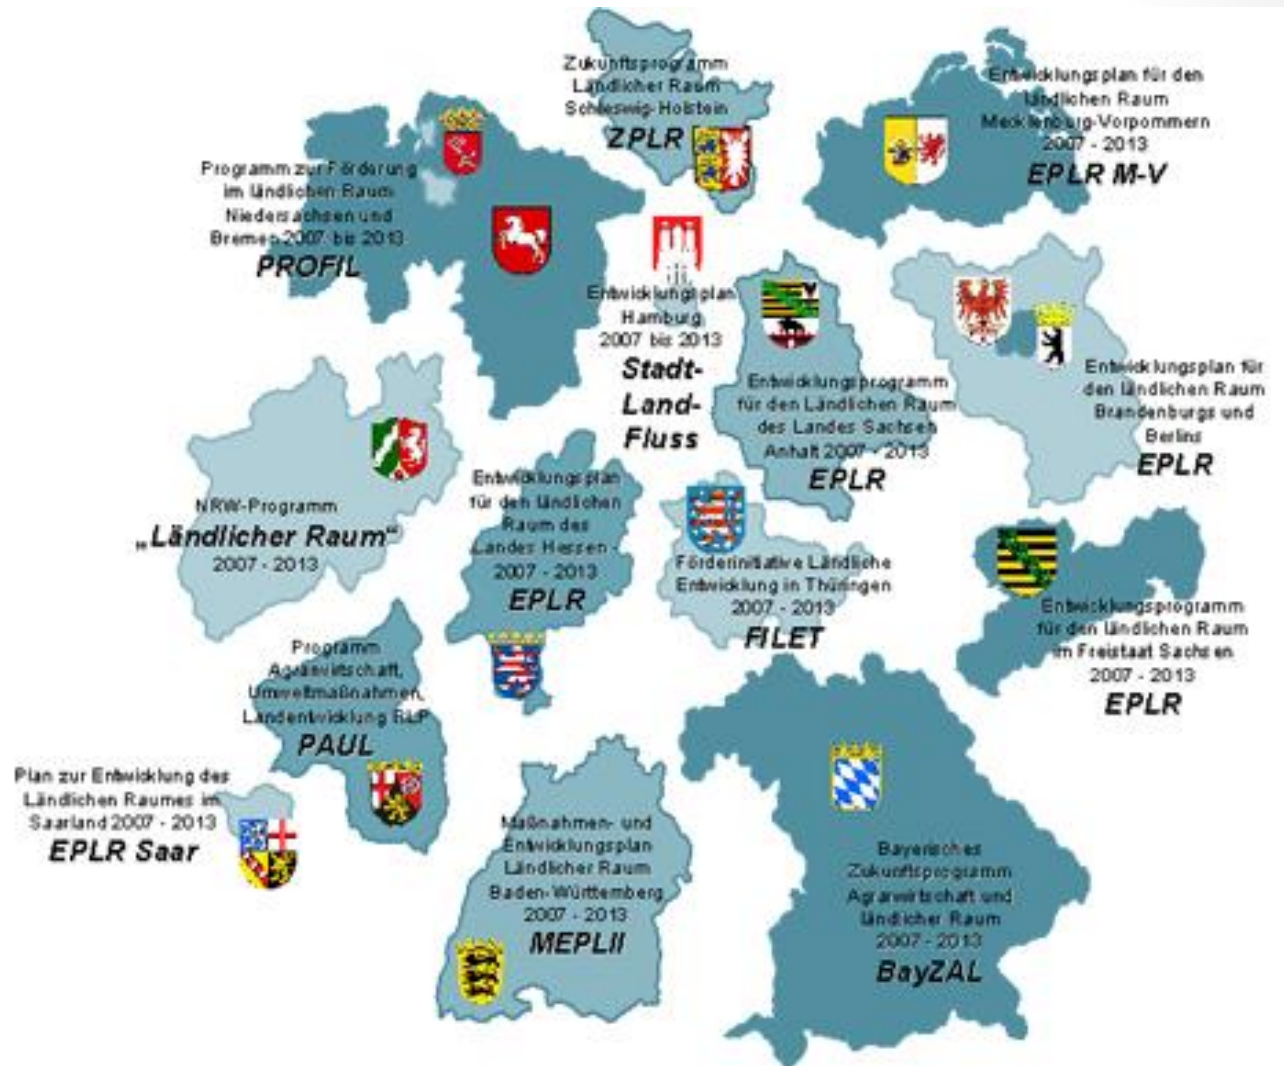 Zukunftsprogramm
Ländlicher Raum
Schleswig-Holstein
ZPLR
Entwicklungsplan für den
ländlichen Raum
Mecklenburg-Vorpommern
2007 - 2013
EPLR M-V
Programm zur Förderung
im ländlichen Raum
Niedersachsen und
Bremen 2007 bis 2013
PROFIL
Entwicklungsplan
Hamburg
2007 bis 2013
Stadt-
Land-
Fluss
Entwicklungsprogramm
für den Ländlichen Raum
des Landes Sachsen
Anhalt 2007 - 2013
EPLR
Entwicklungsplan für
den ländlichen Raum
Brandenburgs und
Berlins
EPLR
NRW-Programm
„Ländlicher Raum“
2007 - 2013
Entwicklungsplan
für den ländlichen
Raum des
Landes Hessen -
2007 - 2013
EPLR
Förderinitiative Ländliche
Entwicklung in Thüringen
2007 - 2013
FILET
Entwicklungsprogramm
für den ländlichen Raum
im Freistaat Sachsen
2007 - 2013
EPLR
Programm
Agrarwirtschaft,
Umweltmaßnahmen,
Landentwicklung RLP
PAUL
Plan zur Entwicklung des
Ländlichen Raumes im
Saarland 2007 - 2013
EPLR Saar
Maßnahmen- und
Entwicklungsplan
Ländlicher Raum
Baden-Württemberg
2007 - 2013
MEPLII
Bayerisches
Zukunftsprogramm
Agrarwirtschaft und
ländlicher Raum
2007 - 2013
BayZAL